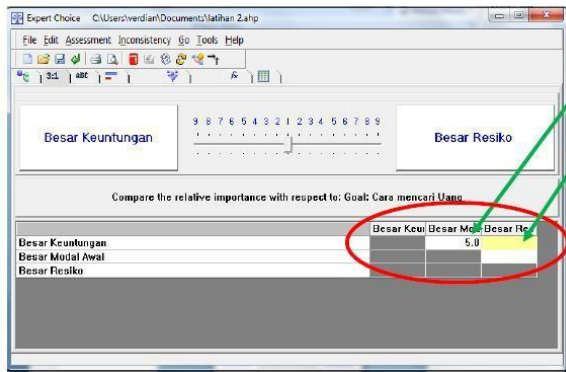 Expert Choice C:\Users\verdian\Documents\latihan 2.ahp
File Edit Assessment Inconsistency Go Tools Help
3:1 ABC
Besar Keuntungan
9 8 7 6 5 4 3 2 1 2 3 4 5 6 7 8 9
Besar Resiko
Compare the relative importance with respect to: Goal: Cara mencari Uang
Besar Keu Besar Mod Besar Re
Besar Keuntungan 5.0
Besar Modal Awal
Besar Resiko